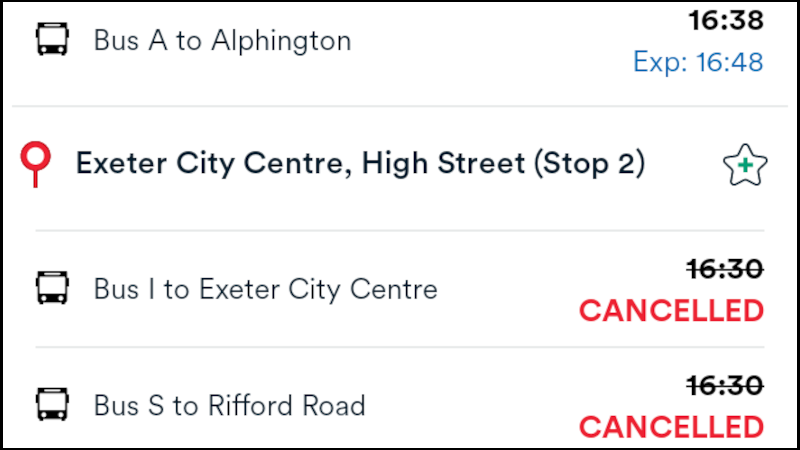 Bus A to Alphington
16:38
Exp: 16:48
Exeter City Centre, High Street (Stop 2)
Bus I to Exeter City Centre
16:30
CANCELLED
Bus S to Rifford Road
16:30
CANCELLED